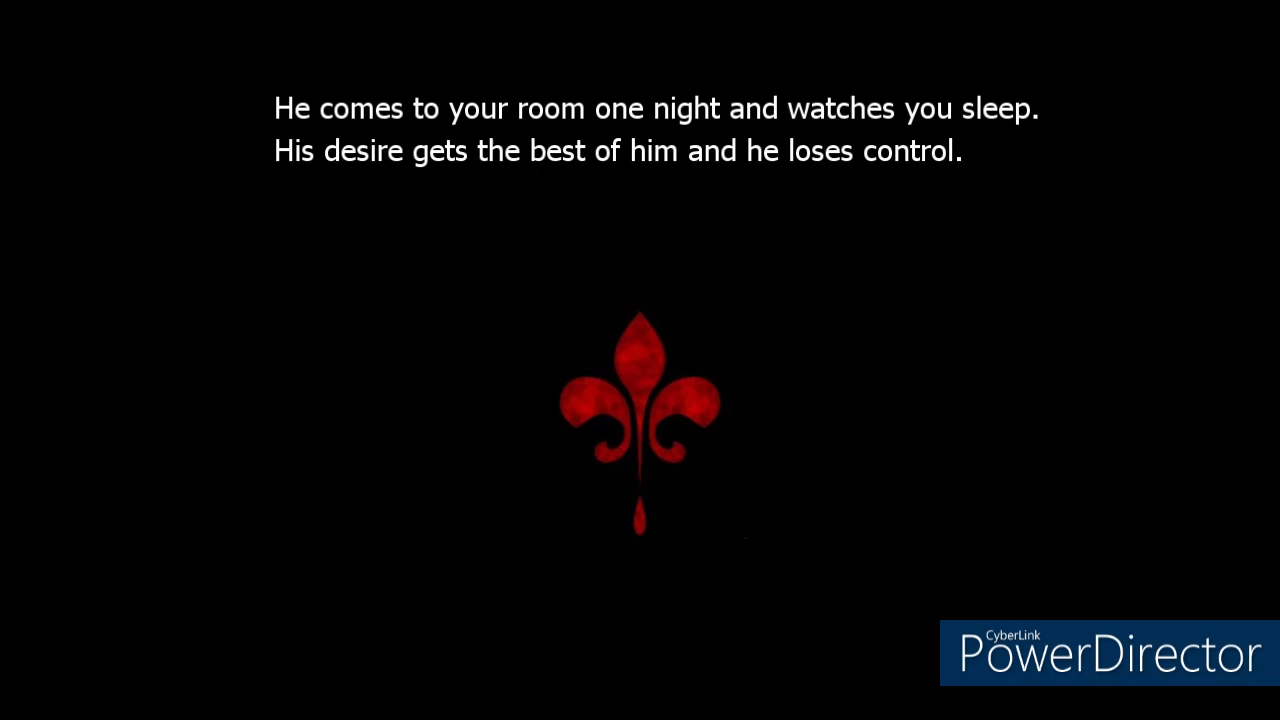 He comes to your room one night and watches you sleep.
His desire gets the best of him and he loses control.
CyberLink
PowerDirector